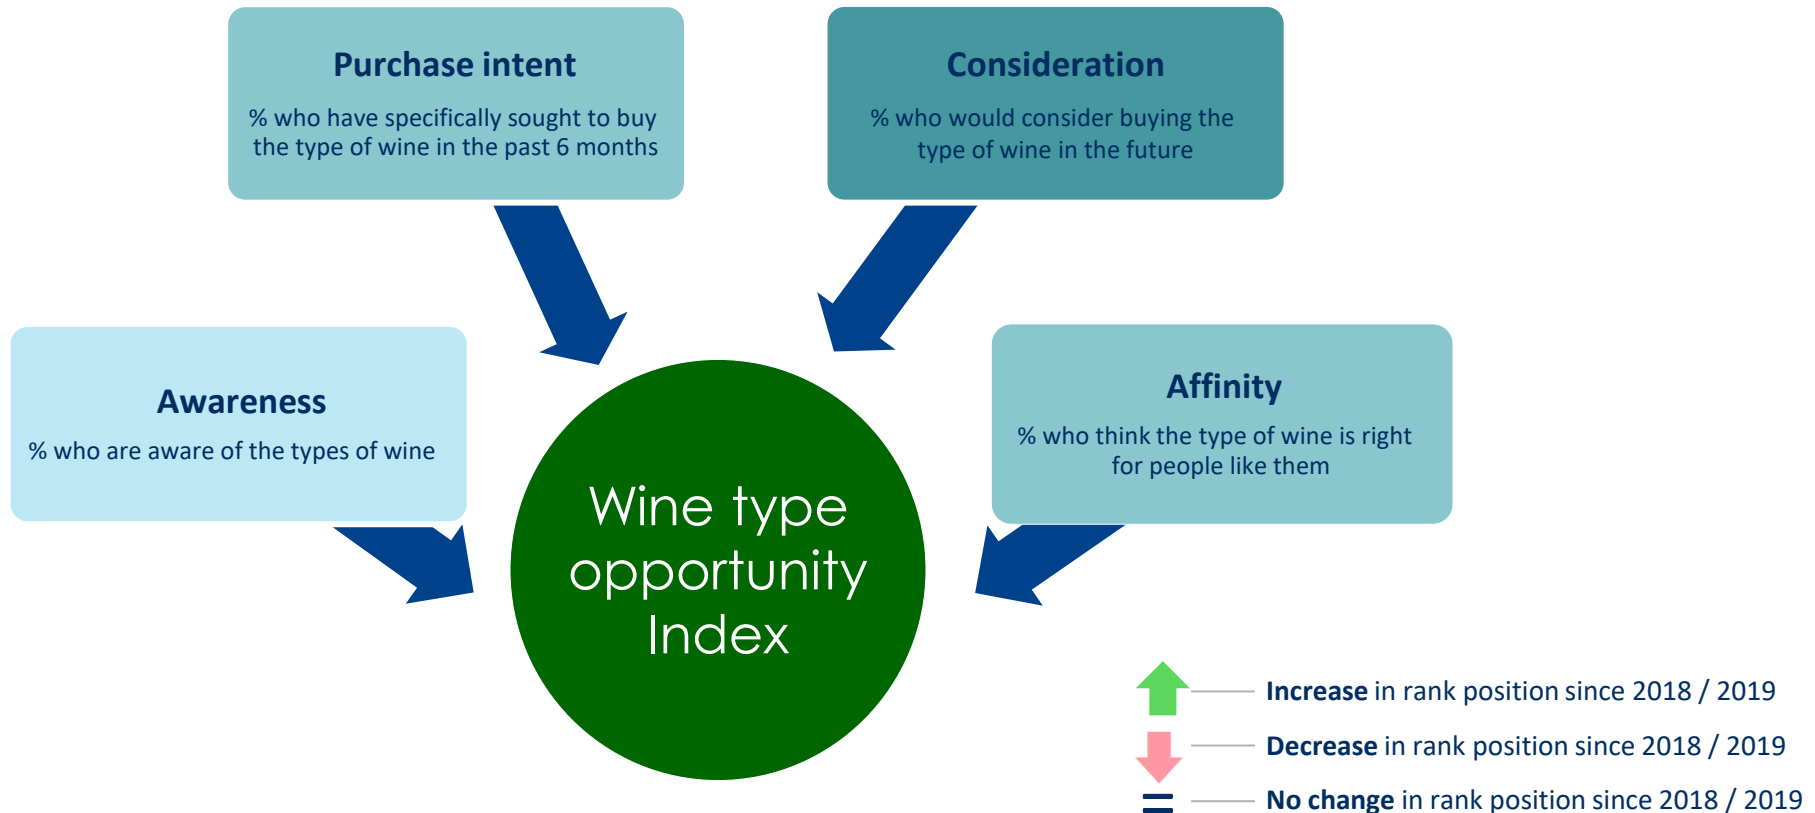 Purchase intent
% who have specifically sought to buy
the type of wine in the past 6 months
Consideration
% who would consider buying the
type of wine in the future
Awareness
% who are aware of the types of wine
Affinity
% who think the type of wine is right
for people like them
Wine type
opportunity
Index
Increase in rank position since 2018 / 2019
Decrease in rank position since 2018 / 2019
= No change in rank position since 2018 / 2019